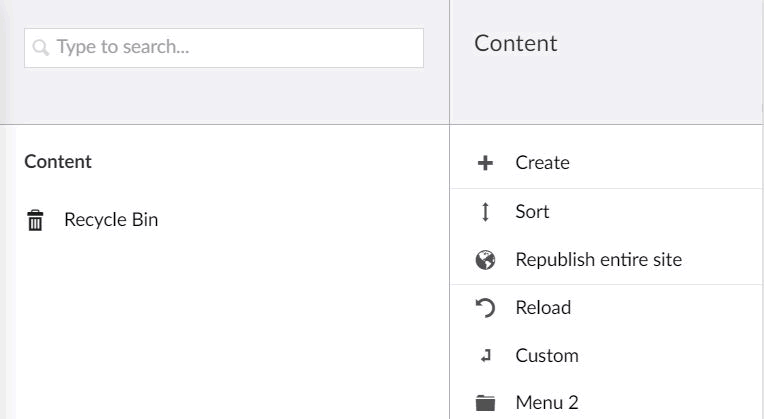 Type to search...
Content
Content
Recycle Bin
Create
Sort
Republish entire site
Reload
Custom
Menu 2